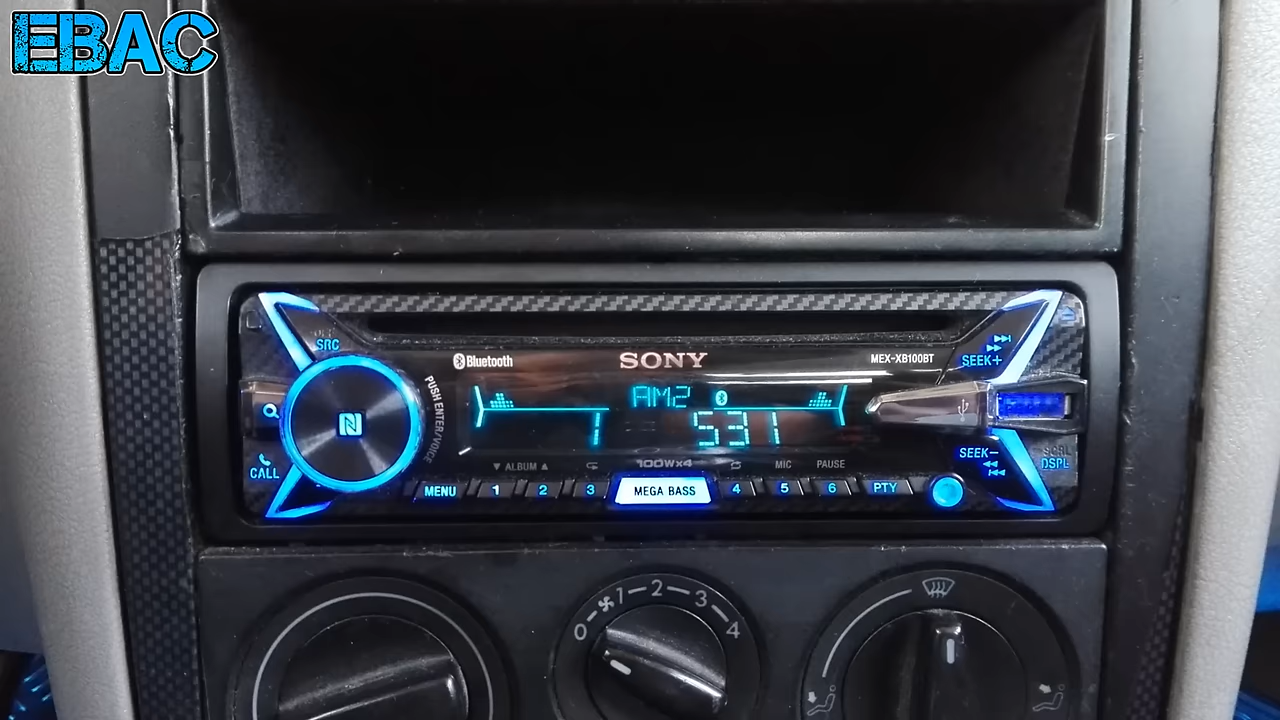 EBAC
SRC
Bluetooth
SONY
MEX-XB100BT
SEEK+
PUSH ENTER/VOICE
AM2
1
531
CALL
SEEK-
SCRL
DSPL
▼ ALBUM ▲
100W×4
MIC
PAUSE
MENU
1
2
3
MEGA BASS
4
5
6
PTY
0
1
2
3
4